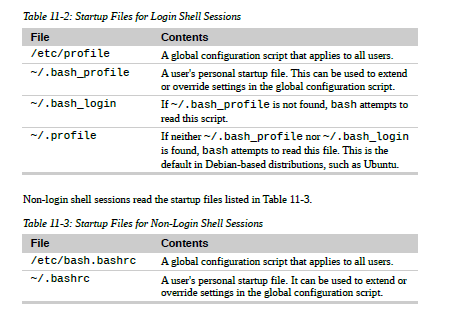 Table 11-2: Startup Files for Login Shell Sessions
File Contents
/etc/profile A global configuration script that applies to all users.
~/.bash_profile A user's personal startup file. This can be used to extend
or override settings in the global configuration script.
~/.bash_login If ~/.bash_profile is not found, bash attempts to
read this script.
~/.profile If neither ~/.bash_profile nor ~/.bash_login
is found, bash attempts to read this file. This is the
default in Debian-based distributions, such as Ubuntu.
Non-login shell sessions read the startup files listed in Table 11-3.
Table 11-3: Startup Files for Non-Login Shell Sessions
File Contents
/etc/bash.bashrc A global configuration script that applies to all users.
~/.bashrc A user's personal startup file. It can be used to extend or
override settings in the global configuration script.